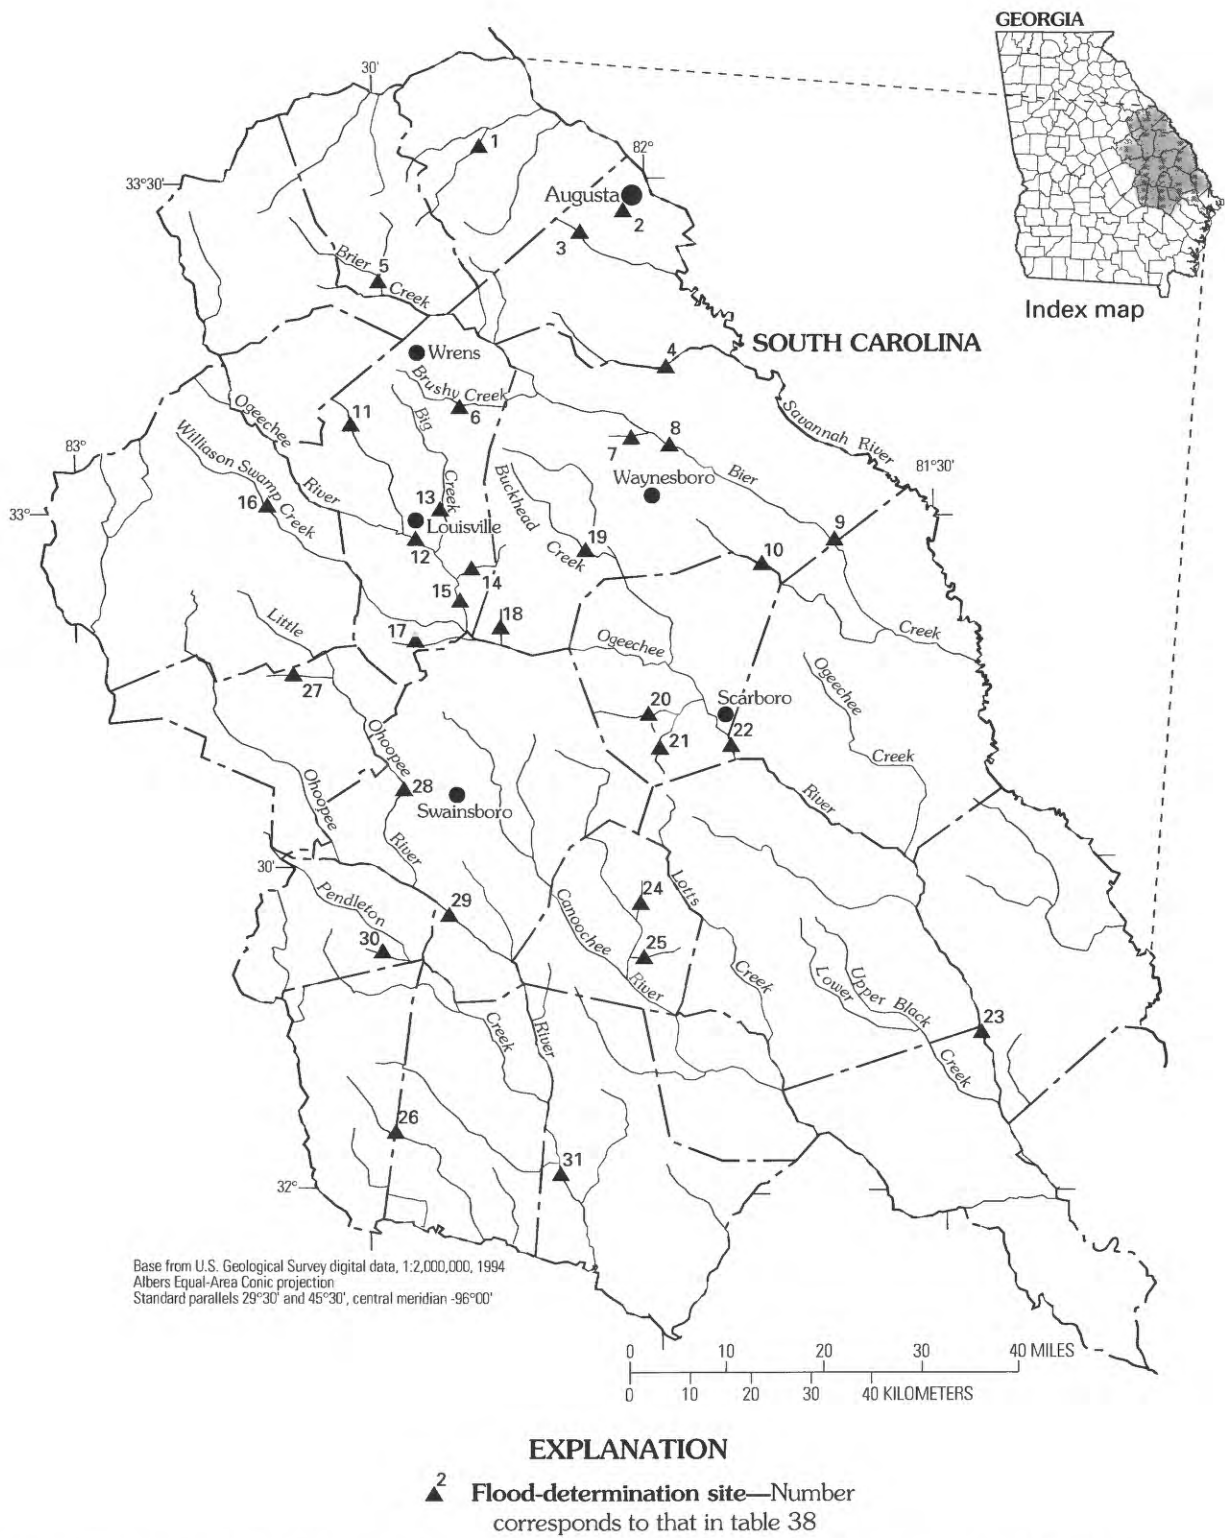 GEORGIA
Index map
30'
82°
33°30'
1
Augusta
2
3
Brier
5
Creek
SOUTH CAROLINA
Wrens
4
Brushy Creek
6
Ogeechee
River
11
Big
Creek
7
8
Savannah River
83°
Williason Swamp
Creek
16
Buckhead
Creek
Waynesboro
Bier
Creek
81°30'
33°
13
Louisville
12
19
9
10
14
15
17
18
Little
Ohoopee
River
27
Ogeechee
River
Ogeechee
Creek
20
Scarboro
21
22
Ohoopee
River
28
Swainsboro
30'
Pendleton
Creek
29
30
Canoochee
River
24
25
Lotts
Creek
Upper Black
Lower
Creek
23
26
31
32°
Base from U.S. Geological Survey digital data, 1:2,000,000, 1994
Albers Equal-Area Conic projection
Standard parallels 29°30' and 45°30', central meridian -96°00'
0 10 20 30 40 MILES
0 10 20 30 40 KILOMETERS
EXPLANATION
2 Flood-determination site—Number
corresponds to that in table 38